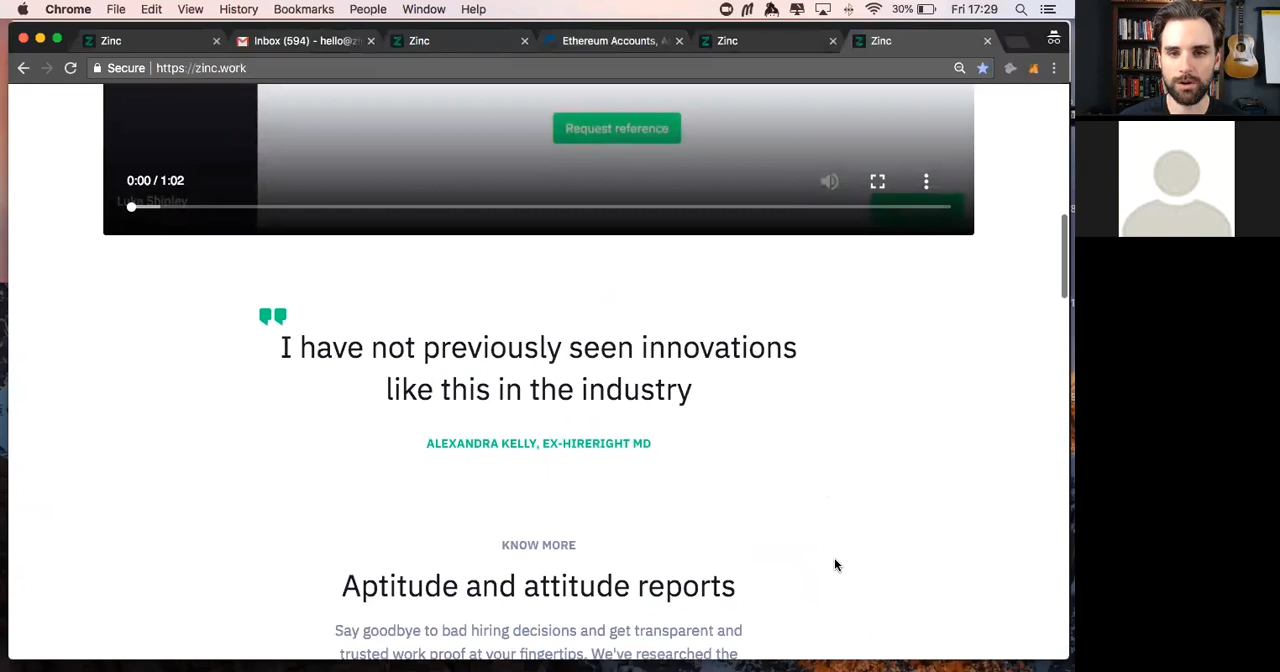 Chrome File Edit View History Bookmarks People Window Help 30% Fri 17:29
Zinc Inbox (594) - hello@z Zinc Ethereum Accounts, Zinc Zinc
Secure https://zinc.work
Request reference
0:00 / 1:02
Luke Shipley
I have not previously seen innovations
like this in the industry
ALEXANDRA KELLY, EX-HIRERIGHT MD
KNOW MORE
Aptitude and attitude reports
Say goodbye to bad hiring decisions and get transparent and
trusted work proof at your fingertips. We've researched the